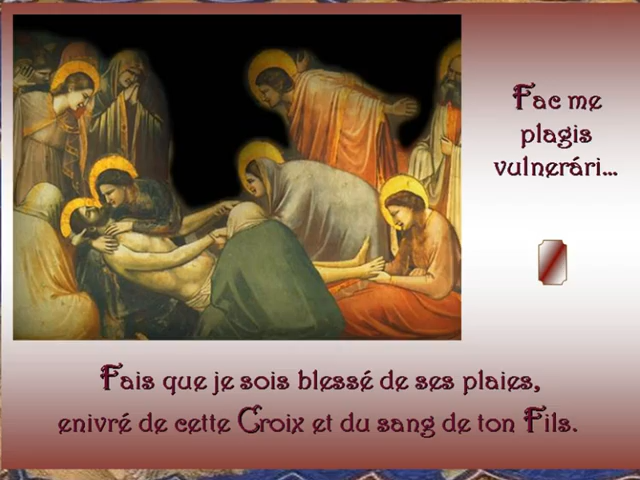 Fac me
plagis
vulnerári...
Fais que je sois blessé de ses plaies,
enivré de cette Croix et du sang de ton Fils.